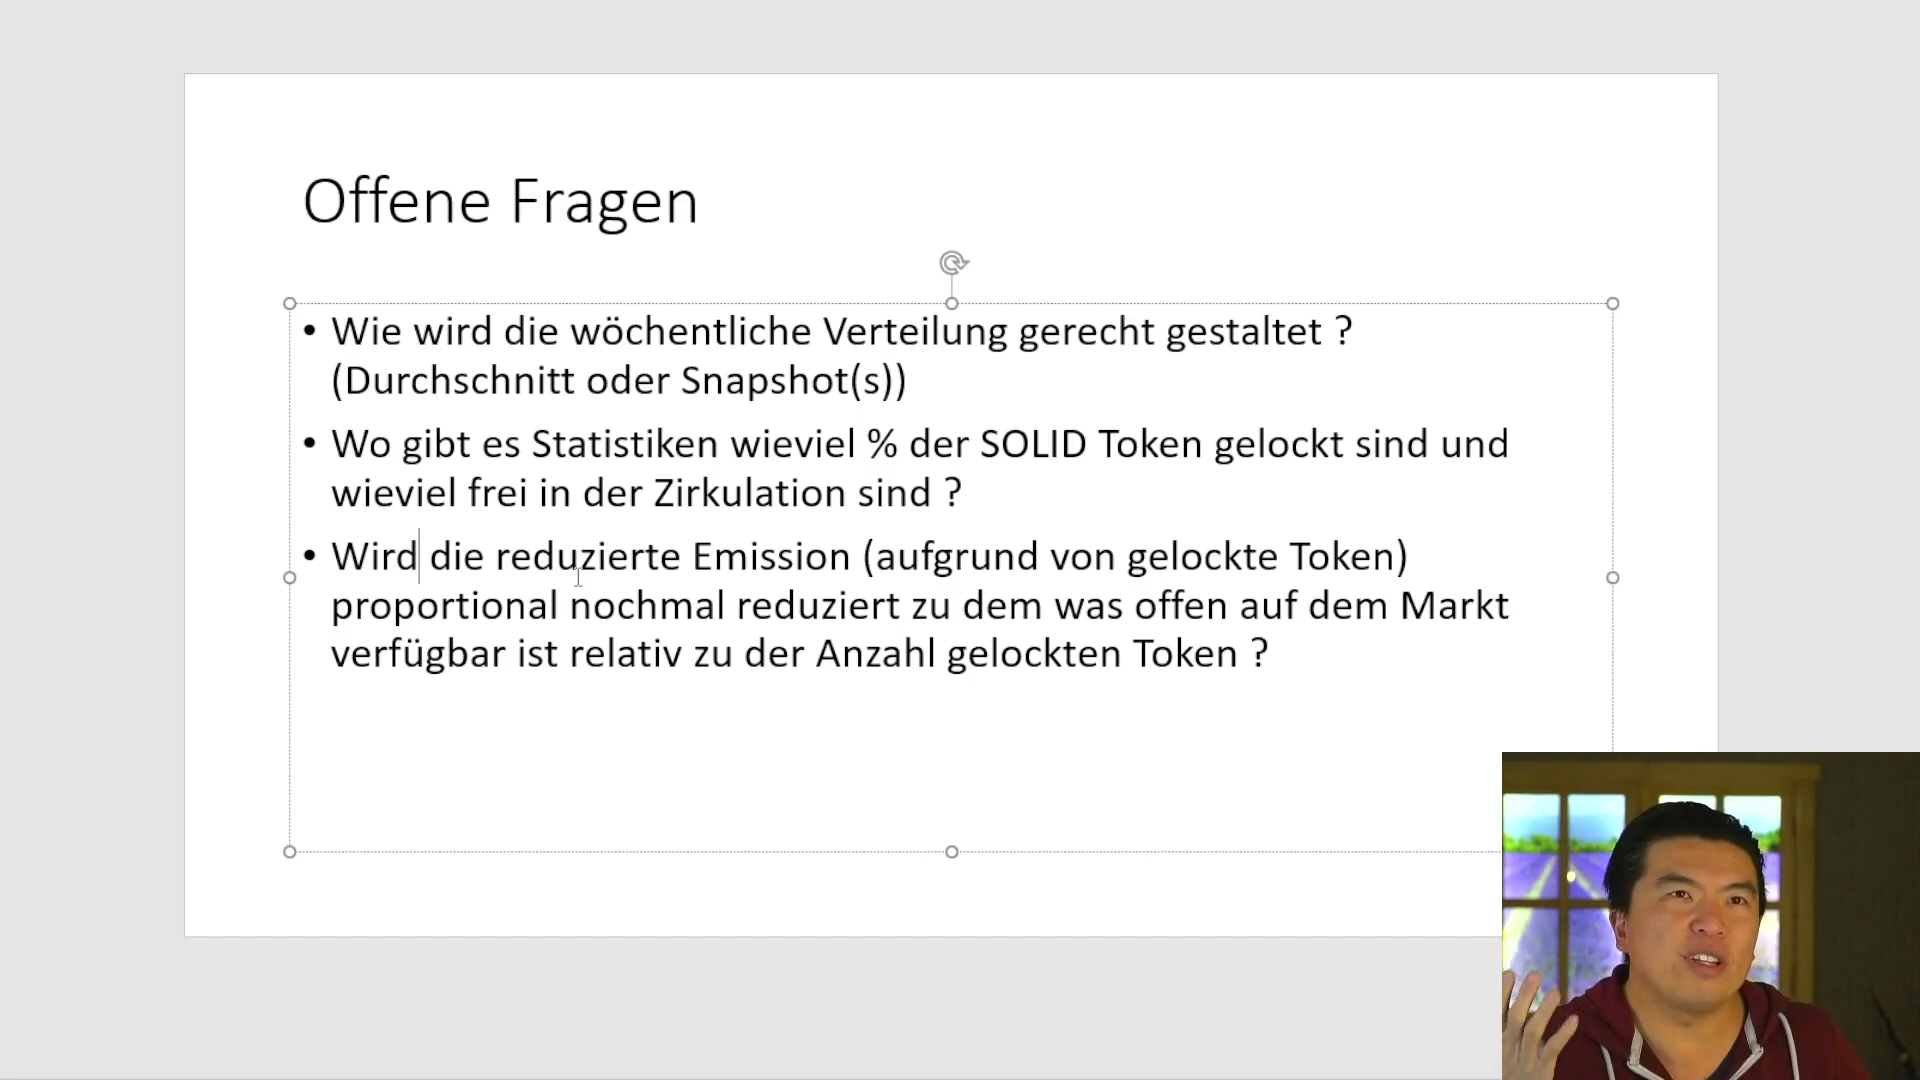 Offene Fragen
• Wie wird die wöchentliche Verteilung gerecht gestaltet ?
(Durchschnitt oder Snapshot(s))
• Wo gibt es Statistiken wieviel % der SOLID Token gelockt sind und
wieviel frei in der Zirkulation sind ?
• Wird die reduzierte Emission (aufgrund von gelockte Token)
proportional nochmal reduziert zu dem was offen auf dem Markt
verfügbar ist relativ zu der Anzahl gelockten Token ?